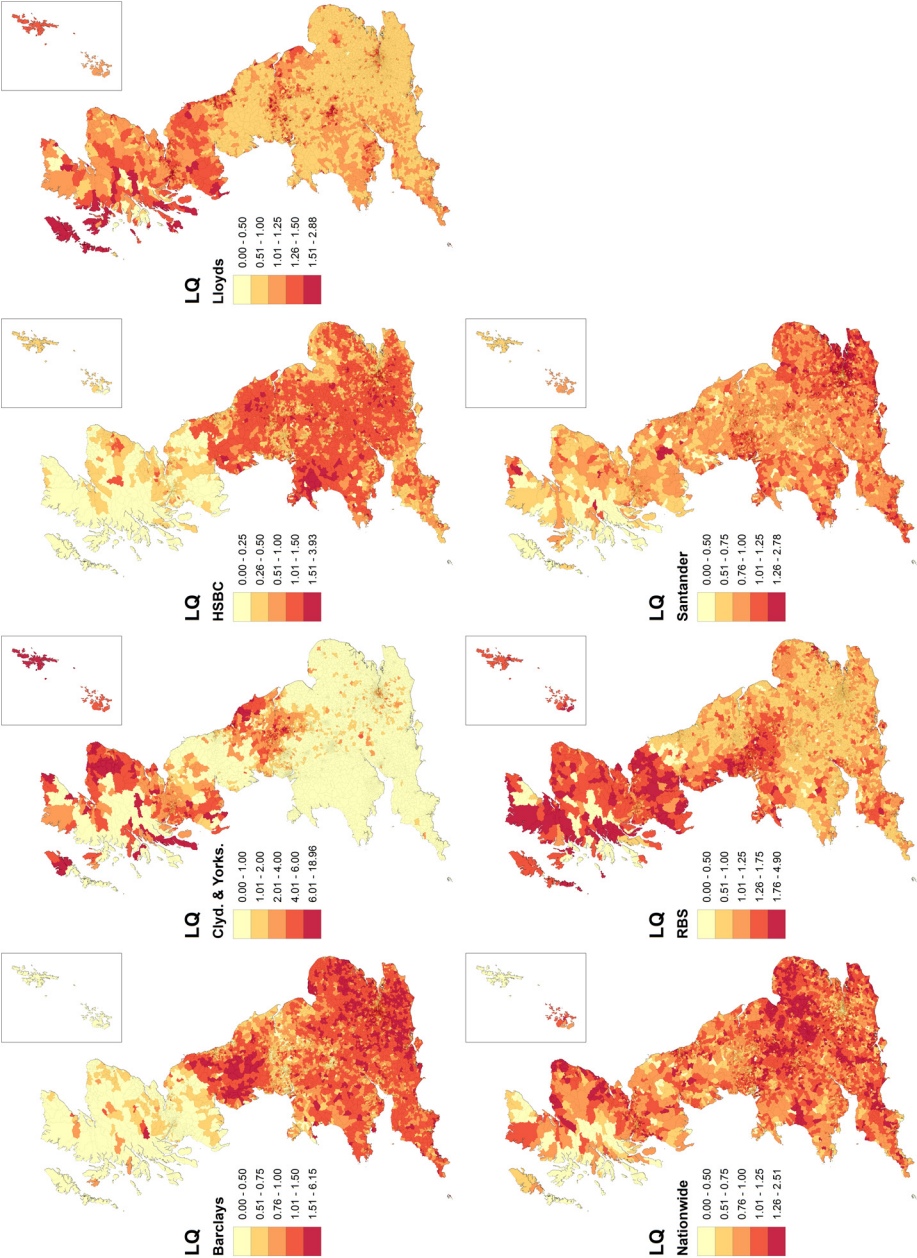 LQ
Barclays
0.00 - 0.50
0.51 - 0.75
0.76 - 1.00
1.01 - 1.50
1.51 - 6.15
LQ
Clyd. & Yorks.
0.00 - 1.00
1.01 - 2.00
2.01 - 4.00
4.01 - 6.00
6.01 - 18.96
LQ
HSBC
0.00 - 0.25
0.26 - 0.50
0.51 - 1.00
1.01 - 1.50
1.51 - 3.93
LQ
Lloyds
0.00 - 0.50
0.51 - 1.00
1.01 - 1.25
1.26 - 1.50
1.51 - 2.88
LQ
Nationwide
0.00 - 0.50
0.51 - 0.75
0.76 - 1.00
1.01 - 1.25
1.26 - 2.51
LQ
RBS
0.00 - 0.50
0.51 - 1.00
1.01 - 1.25
1.26 - 1.75
1.76 - 4.90
LQ
Santander
0.00 - 0.50
0.51 - 0.75
0.76 - 1.00
1.01 - 1.25
1.26 - 2.78